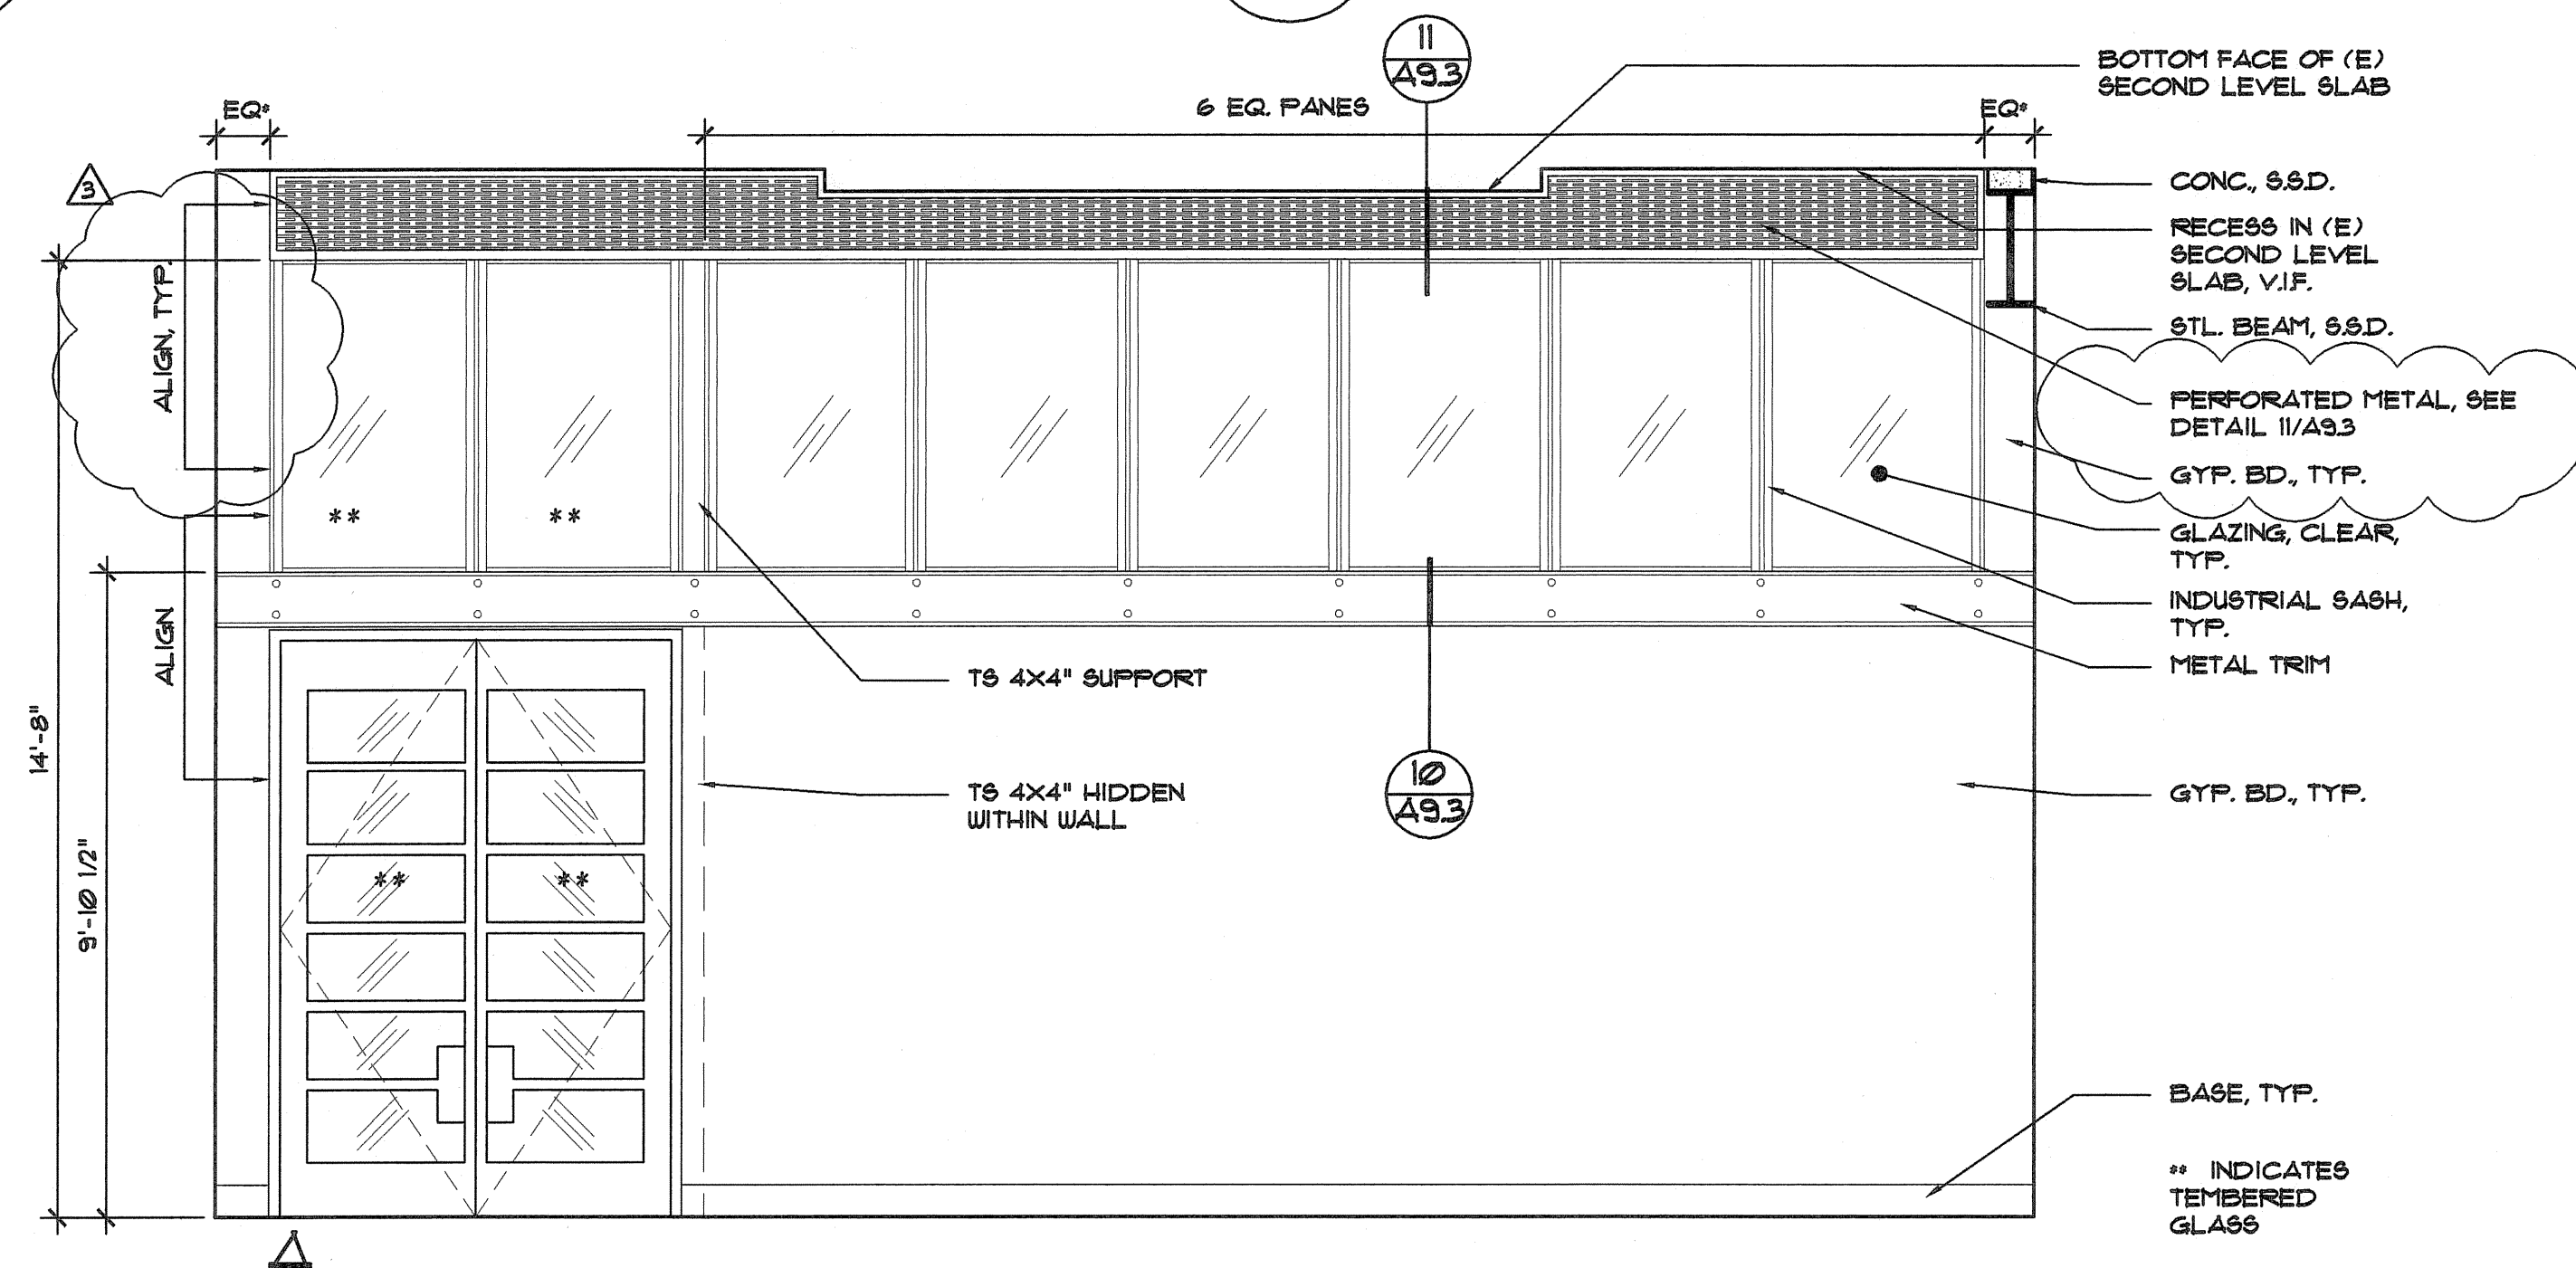 11
A9.3
BOTTOM FACE OF (E)
SECOND LEVEL SLAB
EQ*
6 EQ. PANES
EQ*
3
CONC., S.S.D.
RECESS IN (E)
SECOND LEVEL
SLAB, V.I.F.
STL. BEAM, S.S.D.
ALIGN, TYP.
PERFORATED METAL, SEE
DETAIL 11/A9.3
GYP. BD., TYP.
** **
GLAZING, CLEAR,
TYP.
INDUSTRIAL SASH,
TYP.
METAL TRIM
ALIGN
TS 4X4" SUPPORT
14'-8"
TS 4X4" HIDDEN
WITHIN WALL
10
A9.3
GYP. BD., TYP.
9'-10 1/2"
** **
BASE, TYP.
** INDICATES
TEMBERED
GLASS